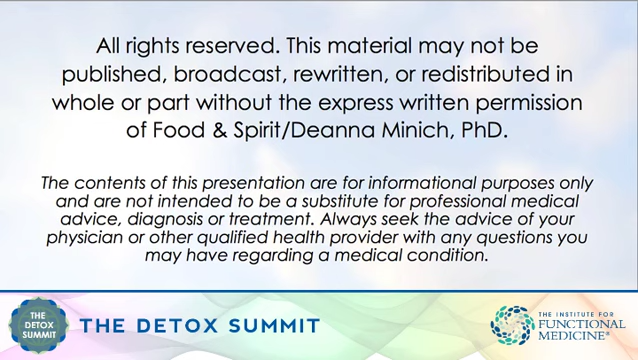 All rights reserved. This material may not be
published, broadcast, rewritten, or redistributed in
whole or part without the express written permission
of Food & Spirit/Deanna Minich, PhD.
The contents of this presentation are for informational purposes only
and are not intended to be a substitute for professional medical
advice, diagnosis or treatment. Always seek the advice of your
physician or other qualified health provider with any questions you
may have regarding a medical condition.
THE
DETOX
SUMMIT
THE DETOX SUMMIT
THE INSTITUTE FOR
FUNCTIONAL
MEDICINE®